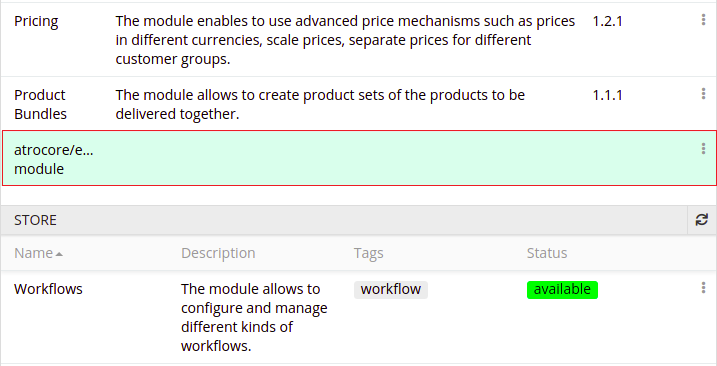 Pricing The module enables to use advanced price mechanisms such as prices 1.2.1
in different currencies, scale prices, separate prices for different
customer groups.
Product The module allows to create product sets of the products to be 1.1.1
Bundles delivered together.
atrocore/e...
module
STORE
Name Description Tags Status
Workflows The module allows to workflow available
configure and manage
different kinds of
workflows.